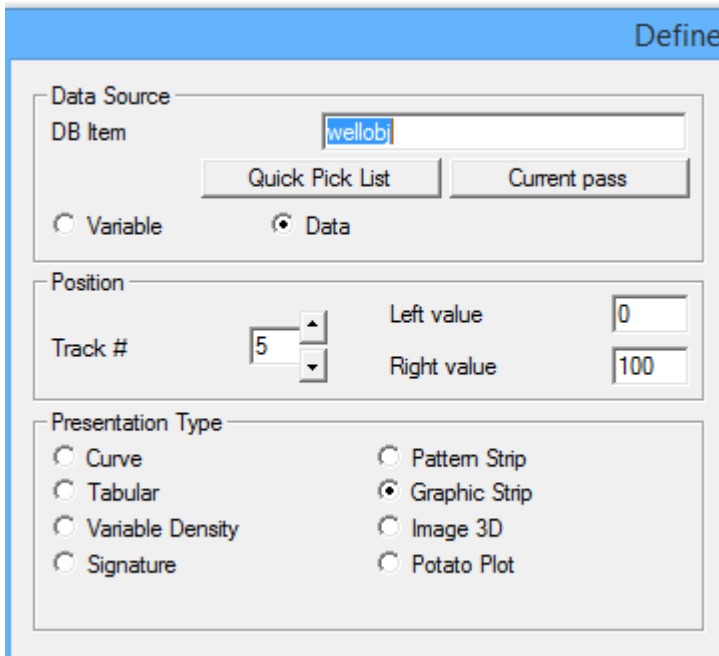 Define
Data Source
DB Item wellobj
Quick Pick List Current pass
Variable Data
Position
Left value 0
Track # 5
Right value 100
Presentation Type
Curve Pattern Strip
Tabular Graphic Strip
Variable Density Image 3D
Signature Potato Plot